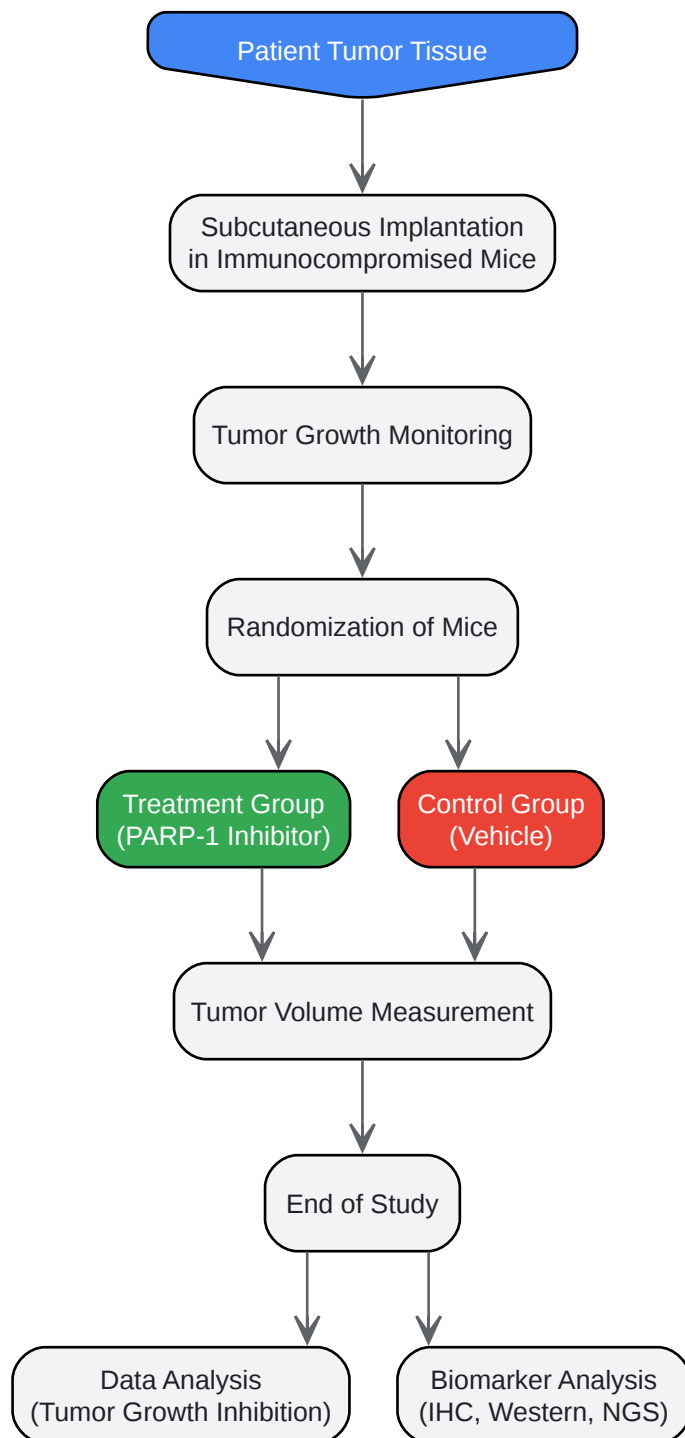 Patient Tumor Tissue
Subcutaneous Implantation
in Immunocompromised Mice
Tumor Growth Monitoring
Randomization of Mice
Treatment Group
(PARP-1 Inhibitor)
Control Group
(Vehicle)
Tumor Volume Measurement
End of Study
Data Analysis
(Tumor Growth Inhibition)
Biomarker Analysis
(IHC, Western, NGS)